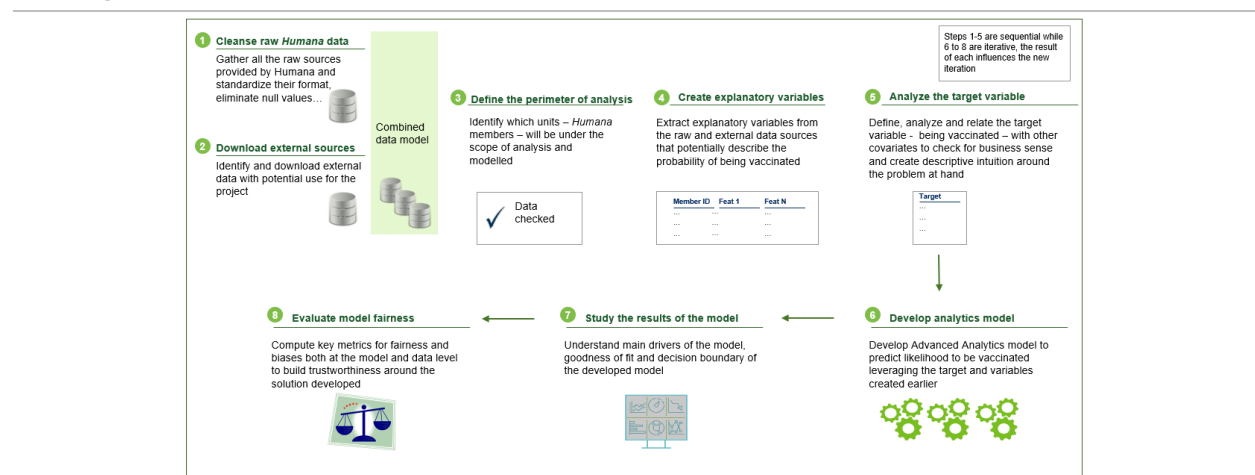 1 Cleanse raw Humana data
Gather all the raw sources
provided by Humana and
standardize their format,
eliminate null values…
2 Download external sources
Identify and download external
data with potential use for the
project
Combined
data model
3 Define the perimeter of analysis
Identify which units – Humana
members – will be under the
scope of analysis and
modelled
Data
checked
4 Create explanatory variables
Extract explanatory variables from
the raw and external data sources
that potentially describe the
probability of being vaccinated
Member ID Feat 1 Feat N
… … …
… … …
… … …
Steps 1-5 are sequential while
6 to 8 are iterative, the result
of each influences the new
iteration
5 Analyze the target variable
Define, analyze and relate the target
variable - being vaccinated – with other
covariates to check for business sense
and create descriptive intuition around
the problem at hand
Target
…
…
…
6 Develop analytics model
Develop Advanced Analytics model to
predict likelihood to be vaccinated
leveraging the target and variables
created earlier
7 Study the results of the model
Understand main drivers of the model,
goodness of fit and decision boundary of
the developed model
8 Evaluate model fairness
Compute key metrics for fairness and
biases both at the model and data level
to build trustworthiness around the
solution developed